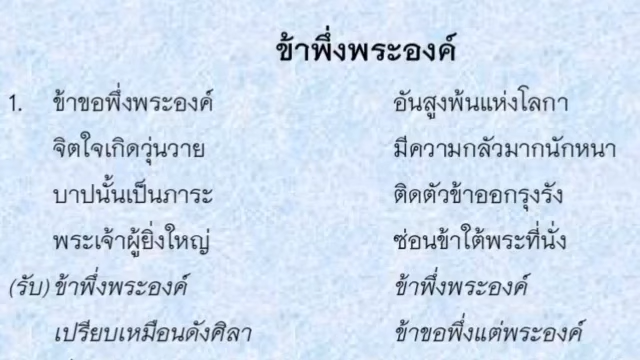 ข้าพึ่งพระองค์
1. ข้าขอพึ่งพระองค์ อันสูงพ้นแห่งโลกา
จิตใจเกิดวุ่นวาย มีความกลัวมากนักหนา
บาปนั้นเป็นภาระ ติดตัวข้าออกรุงรัง
พระเจ้าผู้ยิ่งใหญ่ ซ่อนข้าใต้พระที่นั่ง
(รับ) ข้าพึ่งพระองค์ ข้าพึ่งพระองค์
เปรียบเหมือนดังศิลา ข้าขอพึ่งแต่พระองค์